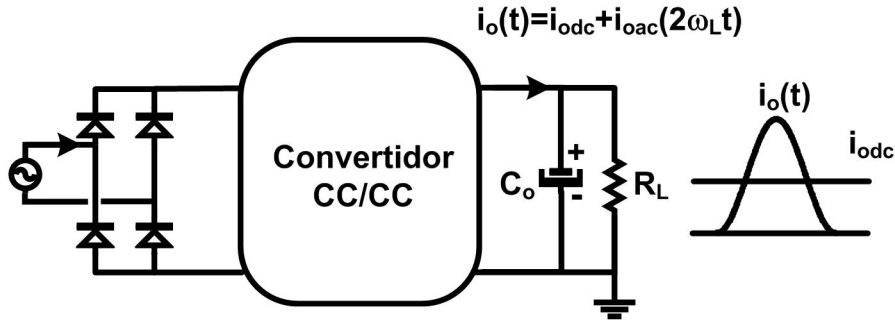 io(t)=iodc+ioac(2ωLt)
io(t)
iodc
Convertidor
CC/CC
Co
+
-
RL